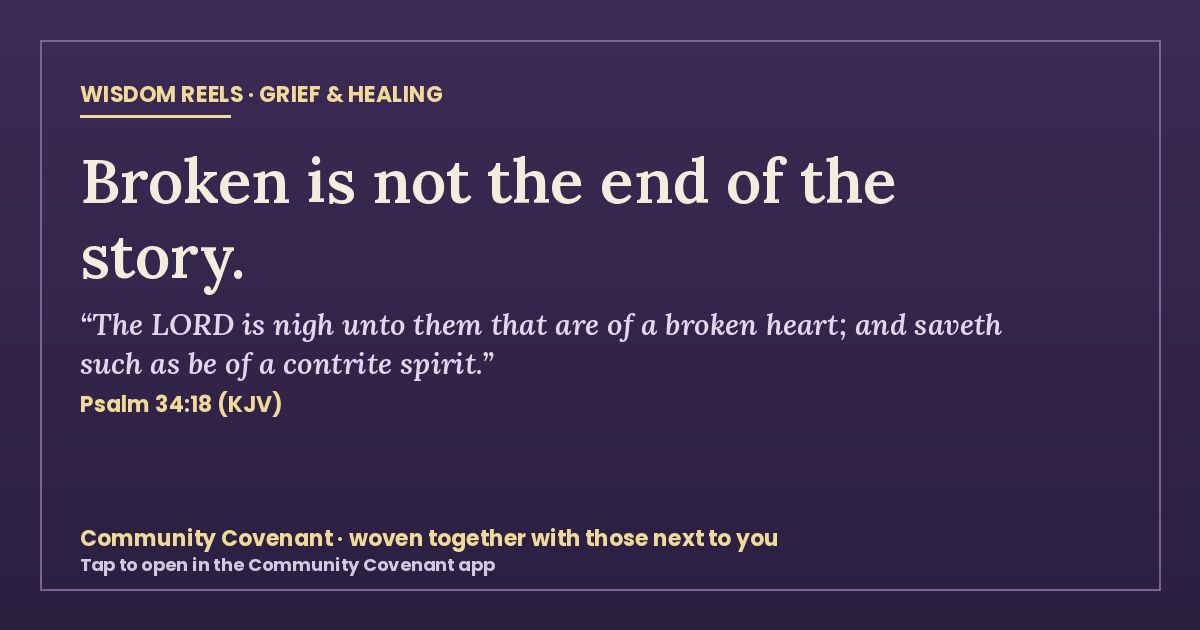 WISDOM REELS · GRIEF & HEALING
Broken is not the end of the
story.
“The LORD is nigh unto them that are of a broken heart; and saveth
such as be of a contrite spirit.”
Psalm 34:18 (KJV)
Community Covenant · woven together with those next to you
Tap to open in the Community Covenant app